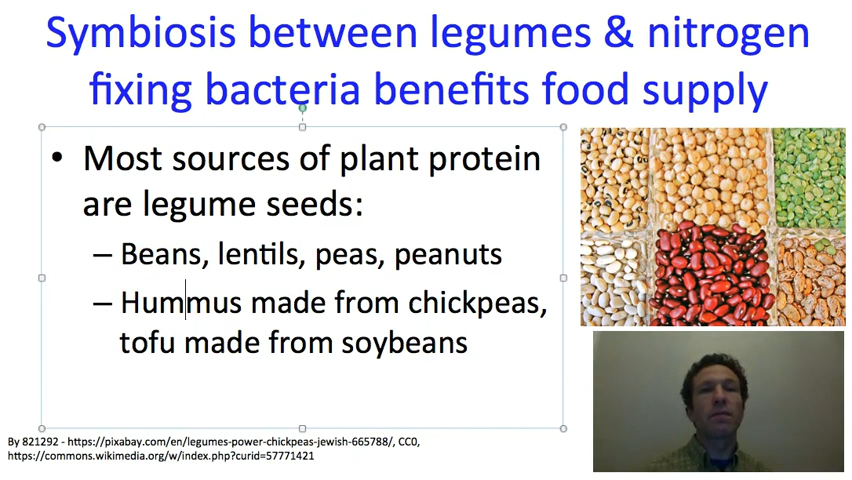 Symbiosis between legumes & nitrogen
fixing bacteria benefits food supply
• Most sources of plant protein
are legume seeds:
– Beans, lentils, peas, peanuts
– Hummus made from chickpeas,
tofu made from soybeans
By 821292 - https://pixabay.com/en/legumes-power-chickpeas-jewish-665788/, CC0,
https://commons.wikimedia.org/w/index.php?curid=57771421